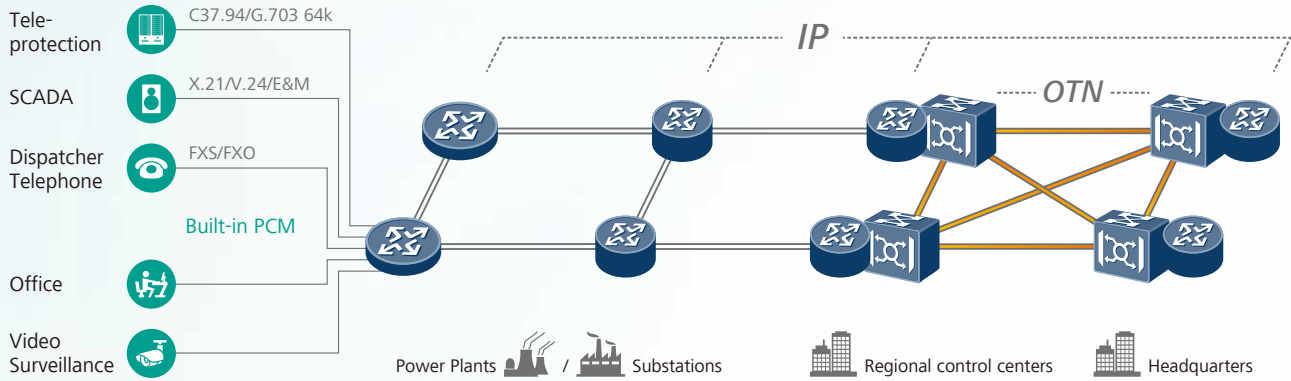 Tele-
protection
C37.94/G.703 64k
IP
SCADA
X.21/V.24/E&M
OTN
Dispatcher
Telephone
FXS/FXO
Built-in PCM
Office
Video
Surveillance
Power Plants
/
Substations
Regional control centers
Headquarters